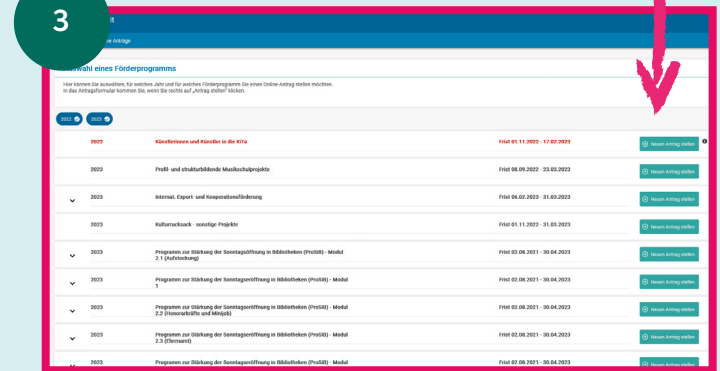 3
it
Anträge
eines Förderprogramms
Hier können Sie auswählen, für welches Jahr und für welches Förderprogramm Sie einen Online-Antrag stellen möchten.
In das Antragsformular kommen Sie, wenn Sie rechts auf „Antrag stellen" klicken.
2022 2023
2022 Künstlerinnen und Künstler in die KiTa Frist 01.11.2022 - 17.02.2023 Neuen Antrag stellen
2023 Profil- und strukturbildende Musikschulprojekte Frist 08.09.2022 - 23.03.2023 Neuen Antrag stellen
2023 Internat. Export- und Kooperationsförderung Frist 06.02.2023 - 31.03.2023 Neuen Antrag stellen
2023 Kulturrucksack - sonstige Projekte Frist 01.11.2022 - 31.03.2023 Neuen Antrag stellen
2023 Programm zur Stärkung der Sonntagsöffnung in Bibliotheken (ProSiB) - Modul Frist 02.08.2021 - 30.04.2023 Neuen Antrag stellen
2.1 (Aufstockung)
2023 Programm zur Stärkung der Sonntagseröffnung in Bibliotheken (ProSiB) - Modul Frist 02.08.2021 - 30.04.2023 Neuen Antrag stellen
1
2023 Programm zur Stärkung der Sonntagseröffnung in Bibliotheken (ProSiB) - Modul Frist 02.08.2021 - 30.04.2023 Neuen Antrag stellen
2.2 (Honorarkräfte und Minijob)
2023 Programm zur Stärkung der Sonntagseröffnung in Bibliotheken (ProSiB) - Modul Frist 02.08.2021 - 30.04.2023 Neuen Antrag stellen
2.3 (Ehrenamt)
2023 Programm zur Stärkung der Sonntagseröffnung in Bibliotheken (ProSiB) - Modul Frist 02.08.2021 - 30.04.2023 Neuen Antrag stellen